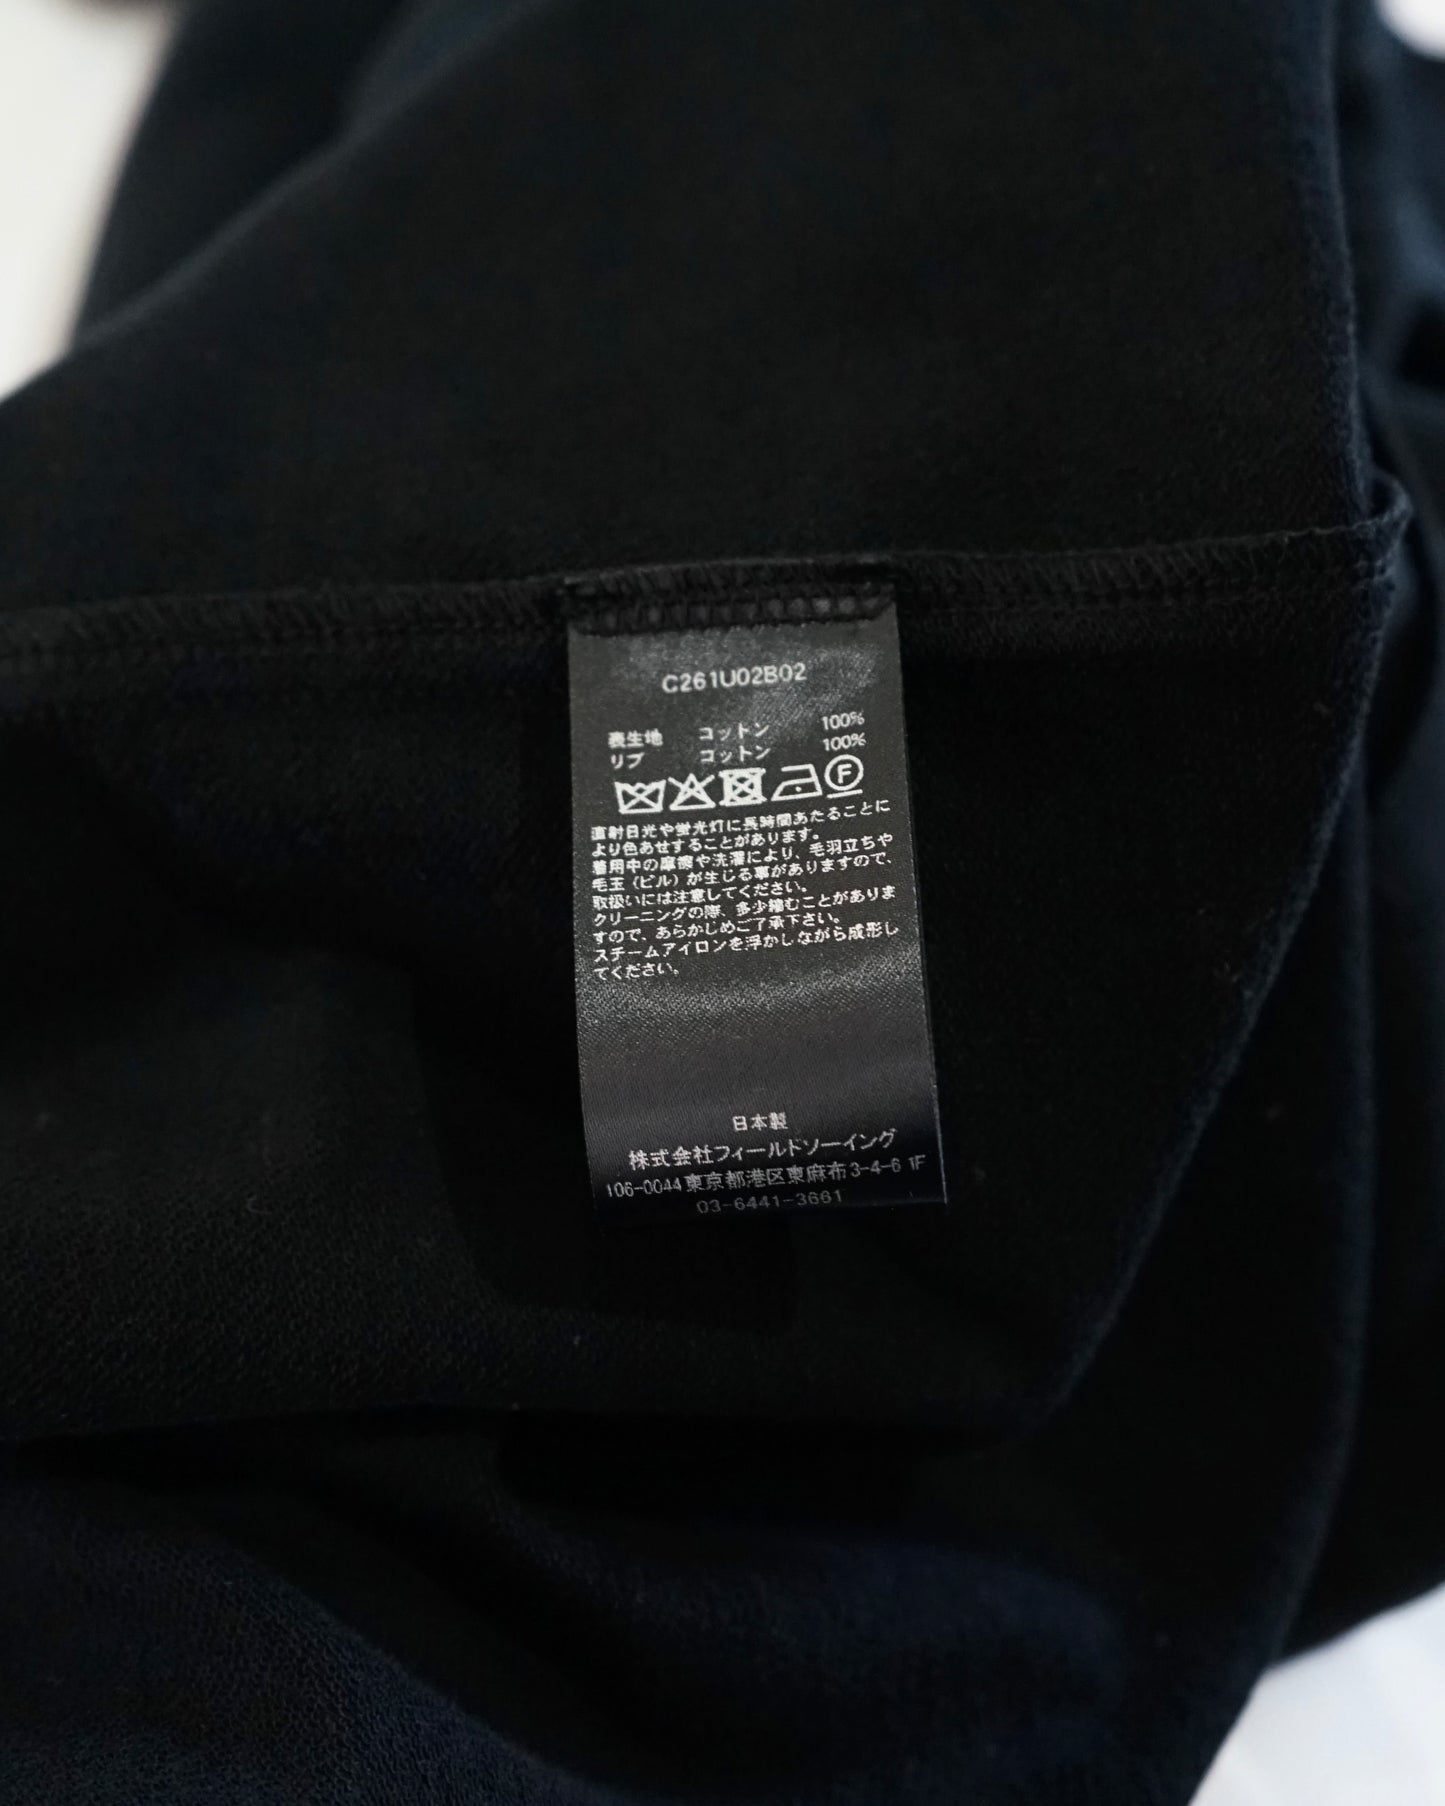 C261U02B02
表生地 コットン 100%
リブ コットン 100%
F
直射日光や蛍光灯に長時間あたることに
より色あせすることがあります。
着用中の摩擦や洗濯により、毛羽立ちや
毛玉（ピル）が生じる事がありますので、
取扱いには注意してください。
クリーニングの際、多少縮むことがありま
すので、あらかじめご了承下さい。
スチームアイロンを浮かしながら成形し
てください。
日本製
株式会社フィールドソーイング
106-0044 東京都港区東麻布3-4-6 1F
03-6441-3661